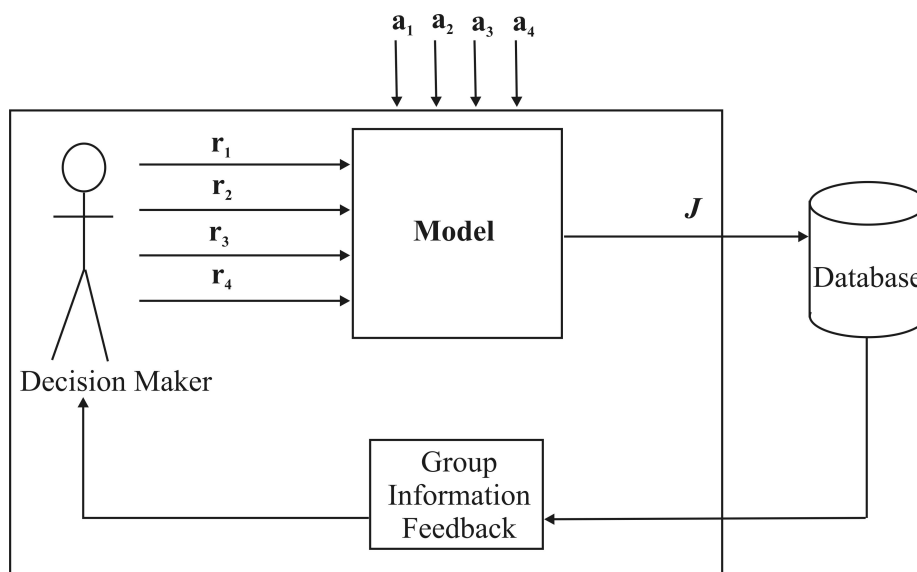 a₁ a₂ a₃ a₄
r₁
r₂
r₃
r₄
Model
J
Database
Decision Maker
Group
Information
Feedback